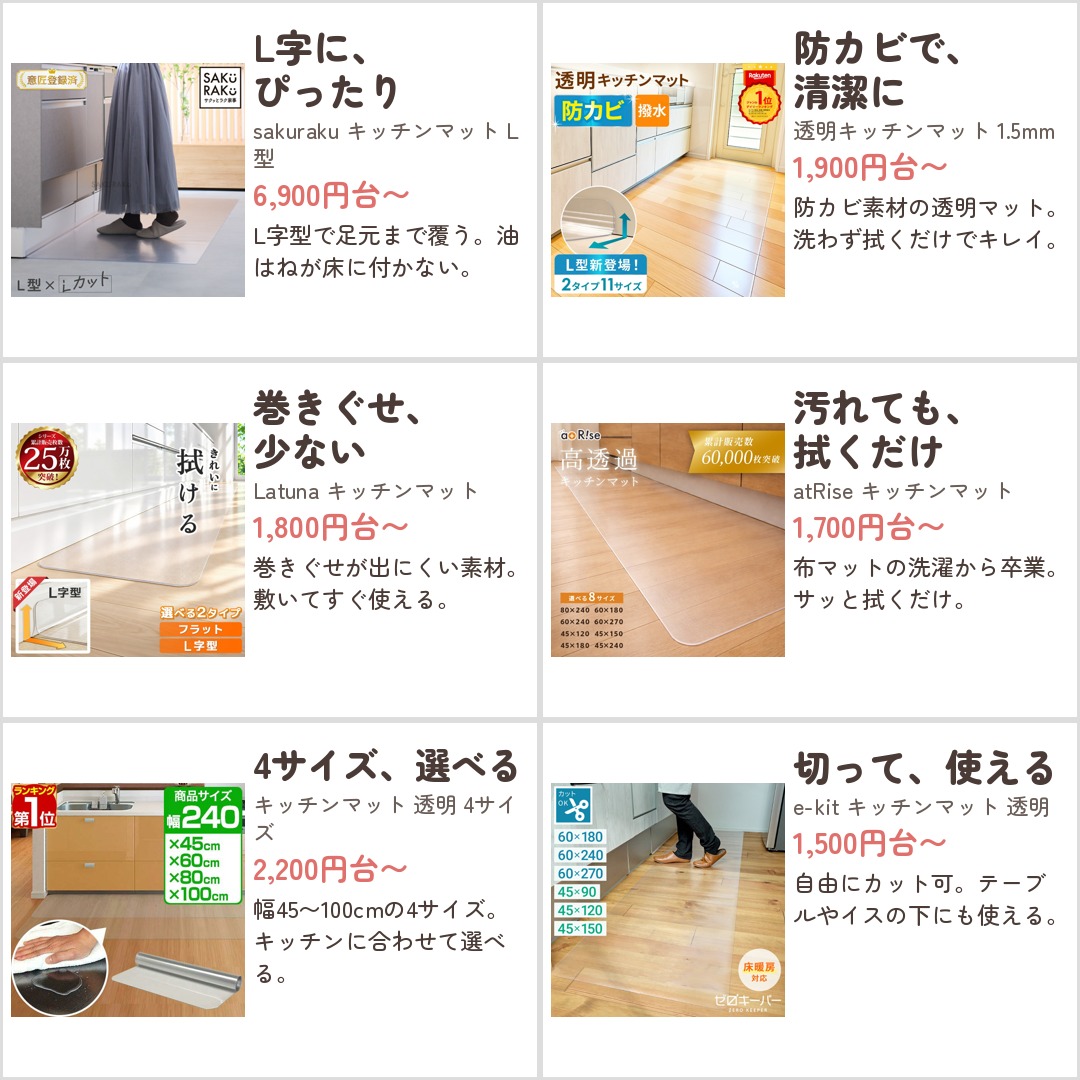 L字に、
ぴったり
sakuraku キッチンマット L
型
6,900円台〜
L字型で足元まで覆う。油
はねが床に付かない。
意匠登録済
SAKU
RAKU
サクッとラク家事
L型×Lカット
防カビで、
清潔に
透明キッチンマット 1.5mm
1,900円台〜
防カビ素材の透明マット。
洗わず拭くだけでキレイ。
透明キッチンマット
防カビ
撥水
Rakuten
1位
L型新登場!
2タイプ11サイズ
巻きぐせ、
少ない
Latuna キッチンマット
1,800円台〜
巻きぐせが出にくい素材。
敷いてすぐ使える。
シリーズ
累計販売枚数
25万枚
突破!
きれいに
拭ける
新登場
L字型
選べる2タイプ
フラット
L字型
汚れても、
拭くだけ
atRise キッチンマット
1,700円台〜
布マットの洗濯から卒業。
サッと拭くだけ。
高透過
キッチンマット
累計販売数
60,000枚突破
選べる8サイズ
80×240 60×180
60×240 60×270
45×120 45×150
45×180 45×240
4サイズ、選べる
キッチンマット 透明 4サイ
ズ
2,200円台〜
幅45〜100cmの4サイズ。
キッチンに合わせて選べ
る。
ランキング
第1位
商品サイズ
幅240
×45cm
×60cm
×80cm
×100cm
切って、使える
e-kit キッチンマット 透明
1,500円台〜
自由にカット可。テーブ
ルやイスの下にも使える。
カット
OK
60×180
60×240
60×270
45×90
45×120
45×150
床暖房
対応
ゼロキーパー
ZERO KEEPER